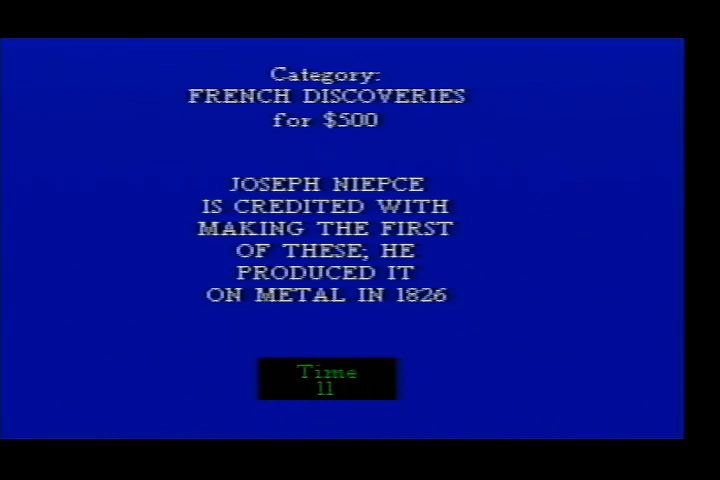 Category:
FRENCH DISCOVERIES
for $500
JOSEPH NIEPCE
IS CREDITED WITH
MAKING THE FIRST
OF THESE; HE
PRODUCED IT
ON METAL IN 1826
Time
11